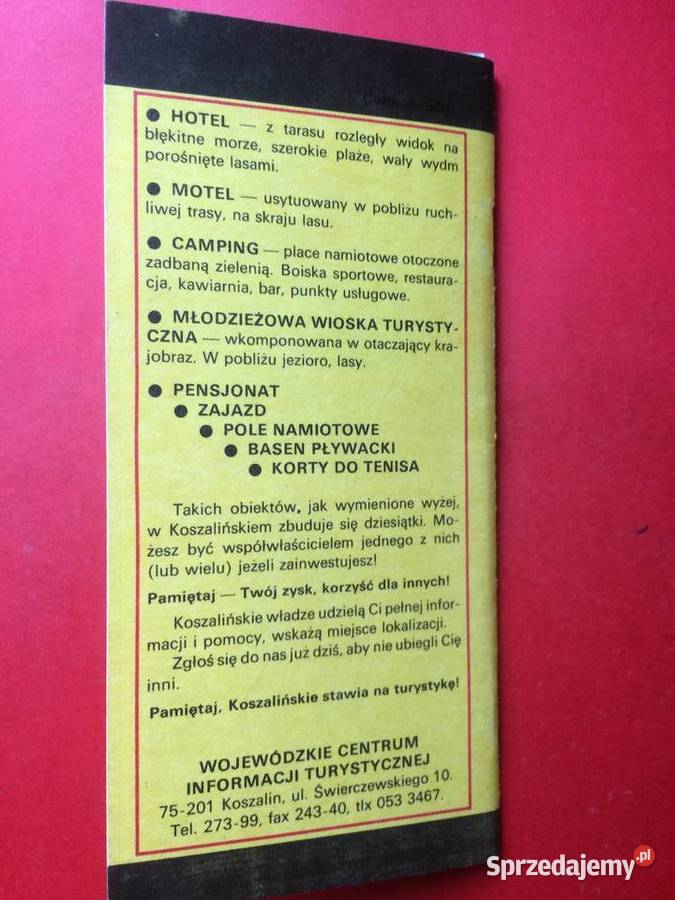 ● HOTEL — z tarasu rozległy widok na
błękitne morze, szerokie plaże, wały wydm
porośnięte lasami.
● MOTEL — usytuowany w pobliżu ruch-
liwej trasy, na skraju lasu.
● CAMPING — place namiotowe otoczone
zadbaną zielenią. Boiska sportowe, restaura-
cja, kawiarnia, bar, punkty usługowe.
● MŁODZIEŻOWA WIOSKA TURYSTY-
CZNA — wkomponowana w otaczający kra-
jobraz. W pobliżu jezioro, lasy.
● PENSJONAT
● ZAJAZD
● POLE NAMIOTOWE
● BASEN PŁYWACKI
● KORTY DO TENISA
Takich obiektów, jak wymienione wyżej,
w Koszalińskiem zbuduje się dziesiątki. Mo-
żesz być współwłaścicielem jednego z nich
(lub wielu) jeżeli zainwestujesz!
Pamiętaj — Twój zysk, korzyść dla innych!
Koszalińskie władze udzielą Ci pełnej infor-
macji i pomocy, wskażą miejsce lokalizacji.
Zgłoś się do nas już dziś, aby nie ubiegli Cię
inni.
Pamiętaj, Koszalińskie stawia na turystykę!
WOJEWÓDZKIE CENTRUM
INFORMACJI TURYSTYCZNEJ
75-201 Koszalin, ul. Świerczewskiego 10.
Tel. 273-99, fax 243-40, tlx 053 3467.
Sprzedajemy.pl